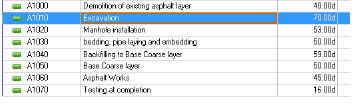 A1000 Demolition of existing asphalt layer 40.00d
A1010 Excavation 70.00d
A1020 Manhole installation 53.00d
A1030 bedding, pipe laying and embedding 50.00d
A1040 Backfilling to Base Coarse layer 59.00d
A1050 Base Coarse layer 50.00d
A1060 Asphalt Works 45.00d
A1070 Testing at completion 16.00d